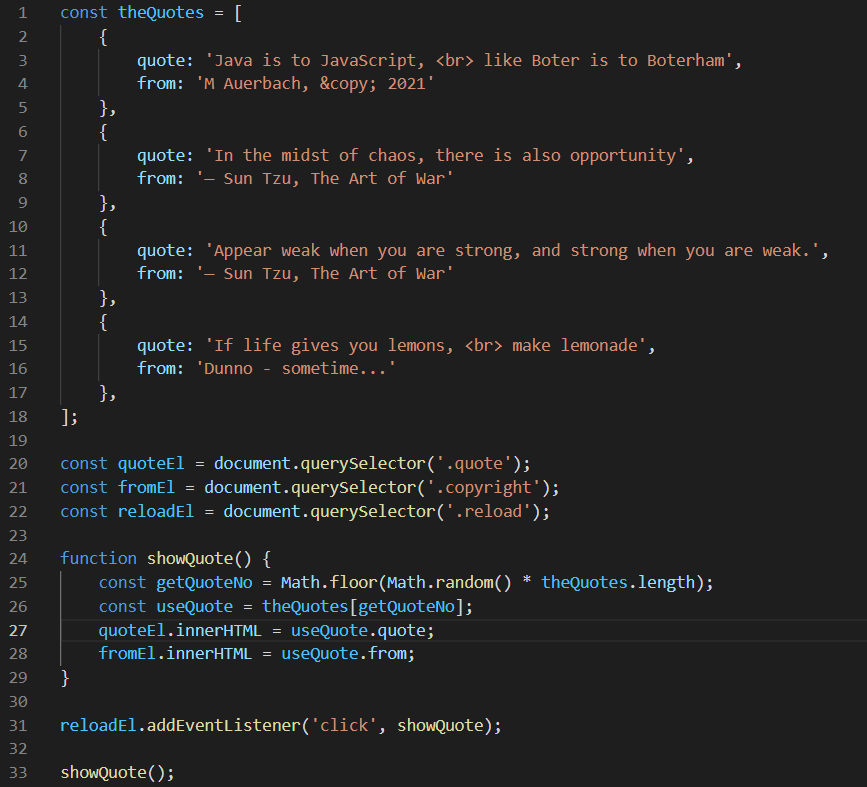 1 const theQuotes = [
2 {
3 quote: 'Java is to JavaScript, <br> like Boter is to Boterham',
4 from: 'M Auerbach, &copy; 2021'
5 },
6 {
7 quote: 'In the midst of chaos, there is also opportunity',
8 from: '― Sun Tzu, The Art of War'
9 },
10 {
11 quote: 'Appear weak when you are strong, and strong when you are weak.',
12 from: '― Sun Tzu, The Art of War'
13 },
14 {
15 quote: 'If life gives you lemons, <br> make lemonade',
16 from: 'Dunno - sometime...'
17 },
18 ];
19
20 const quoteEl = document.querySelector('.quote');
21 const fromEl = document.querySelector('.copyright');
22 const reloadEl = document.querySelector('.reload');
23
24 function showQuote() {
25 const getQuoteNo = Math.floor(Math.random() * theQuotes.length);
26 const useQuote = theQuotes[getQuoteNo];
27 quoteEl.innerHTML = useQuote.quote;
28 fromEl.innerHTML = useQuote.from;
29 }
30
31 reloadEl.addEventListener('click', showQuote);
32
33 showQuote();